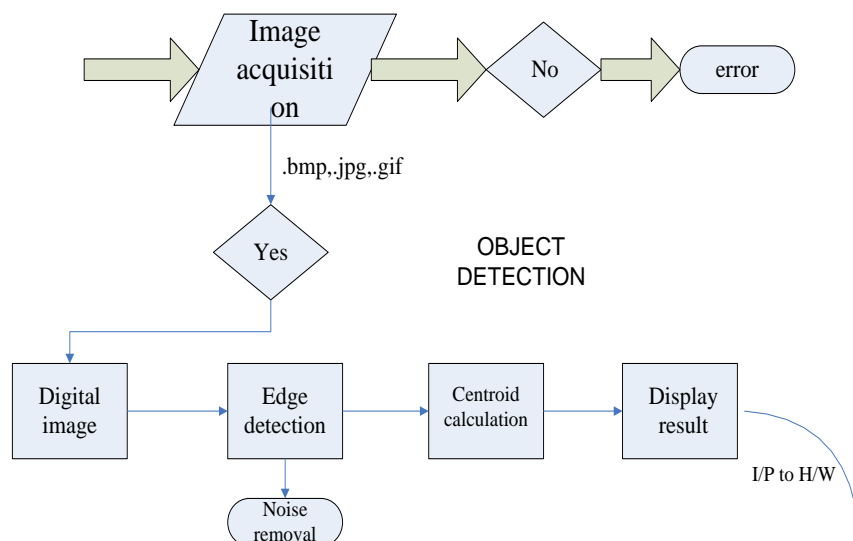 Image
acquisiti
on
No
error
.bmp,.jpg,.gif
Yes
OBJECT
DETECTION
Digital
image
Edge
detection
Centroid
calculation
Display
result
I/P to H/W
Noise
removal